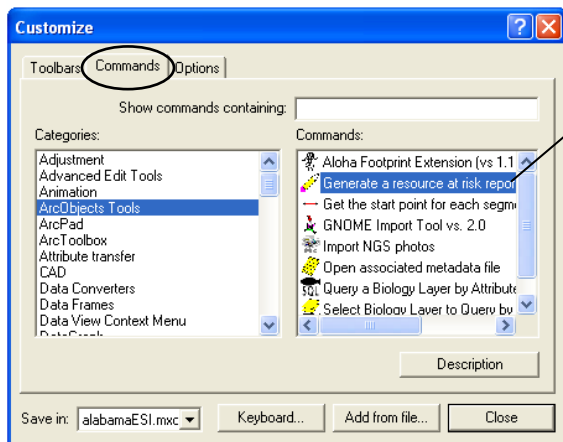 Customize
Toolbars Commands Options
Show commands containing:
Categories:
Adjustment
Advanced Edit Tools
Animation
ArcObjects Tools
ArcPad
ArcToolbox
Attribute transfer
CAD
Data Converters
Data Frames
Data View Context Menu
Commands:
Aloha Footprint Extension (vs 1.1
Generate a resource at risk repor
Get the start point for each segm
GNOME Import Tool vs. 2.0
Import NGS photos
Open associated metadata file
SQL Query a Biology Layer by Attribute
Select Biology Layer to Query by
Description
Save in: alabamaESI.mxc Keyboard... Add from file... Close